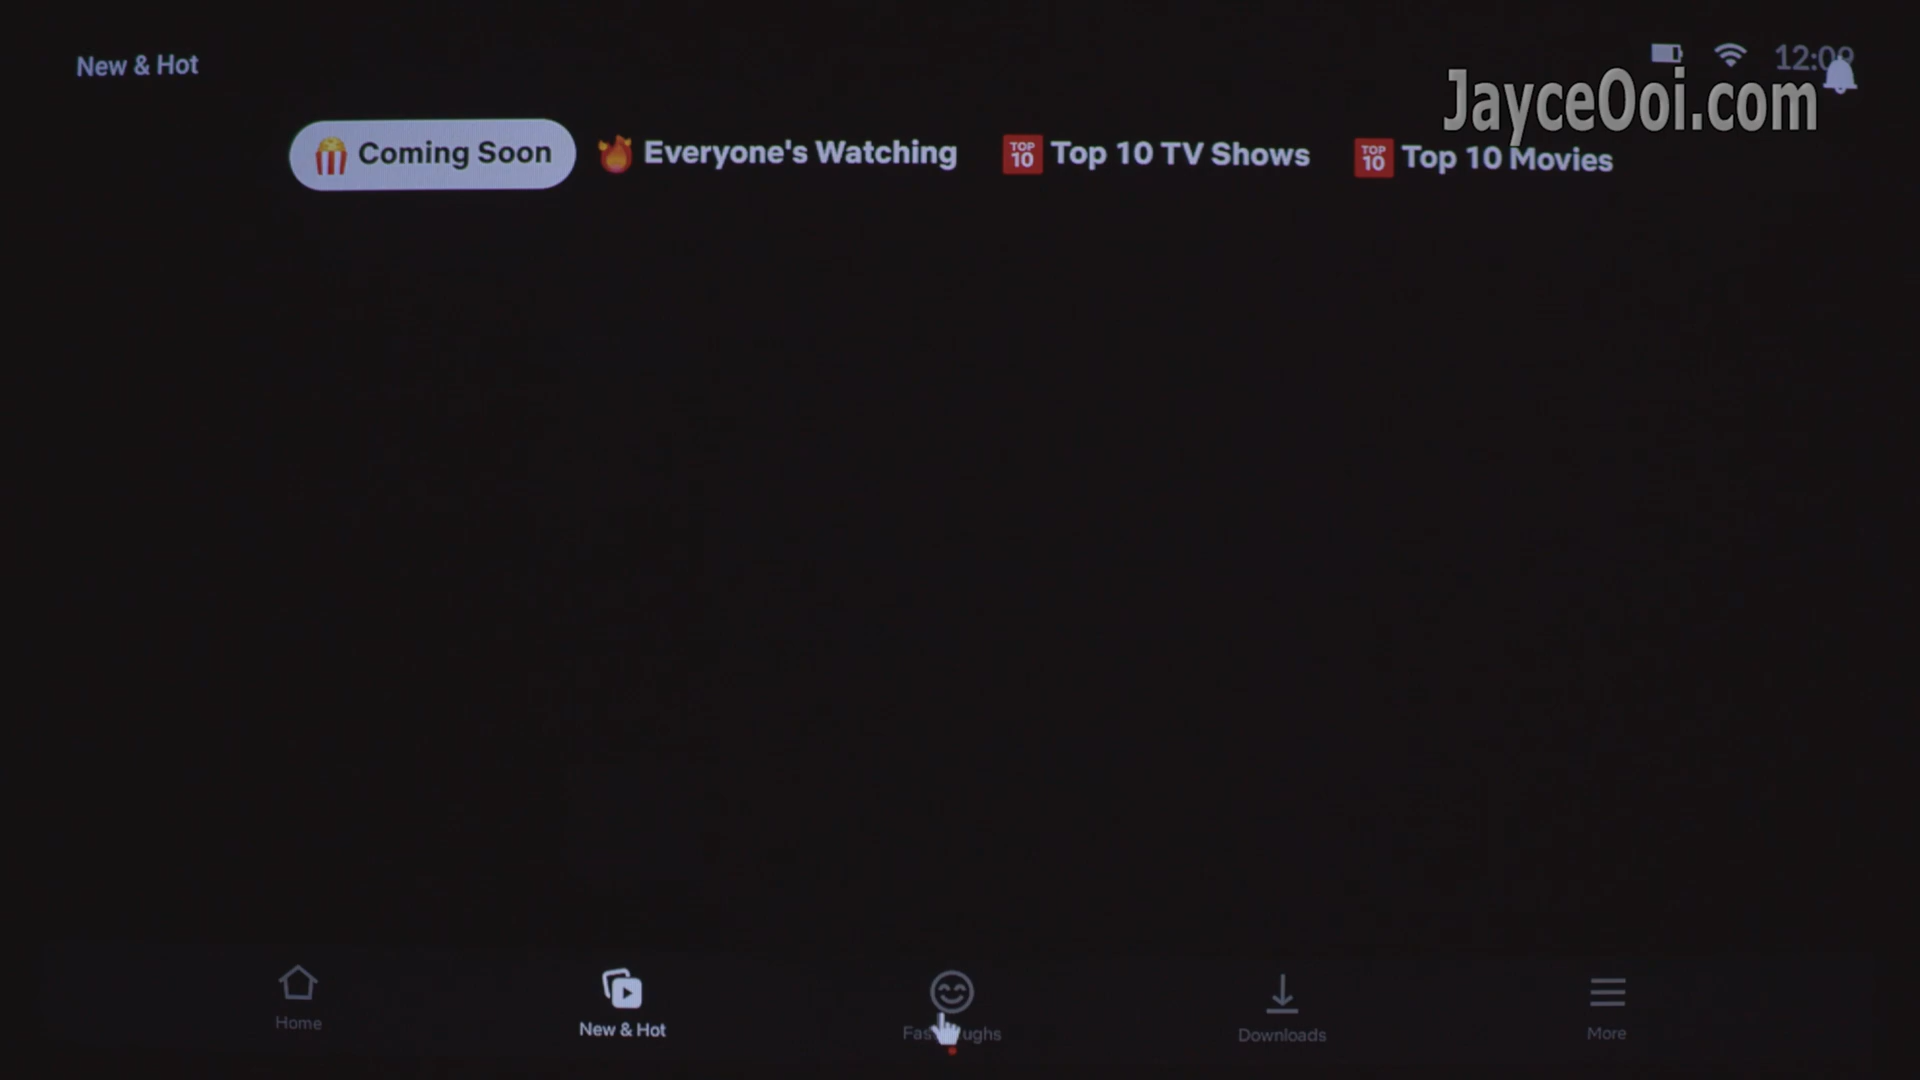 New & Hot
12:09
JayceOoi.com
Coming Soon
Everyone's Watching
TOP 10 Top 10 TV Shows
TOP 10 Top 10 Movies
Home
New & Hot
Downloads
More